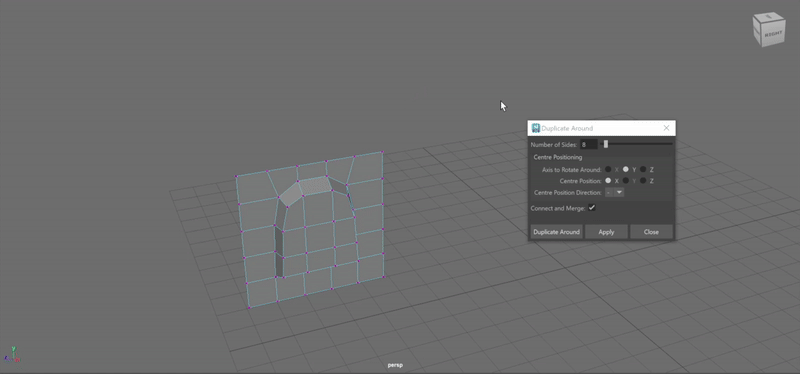 RIGHT
Duplicate Around
Number of Sides: 8
Centre Positioning
Axis to Rotate Around: X Y Z
Centre Position: X Y Z
Centre Position Direction: -
Connect and Merge:
Duplicate Around Apply Close
persp